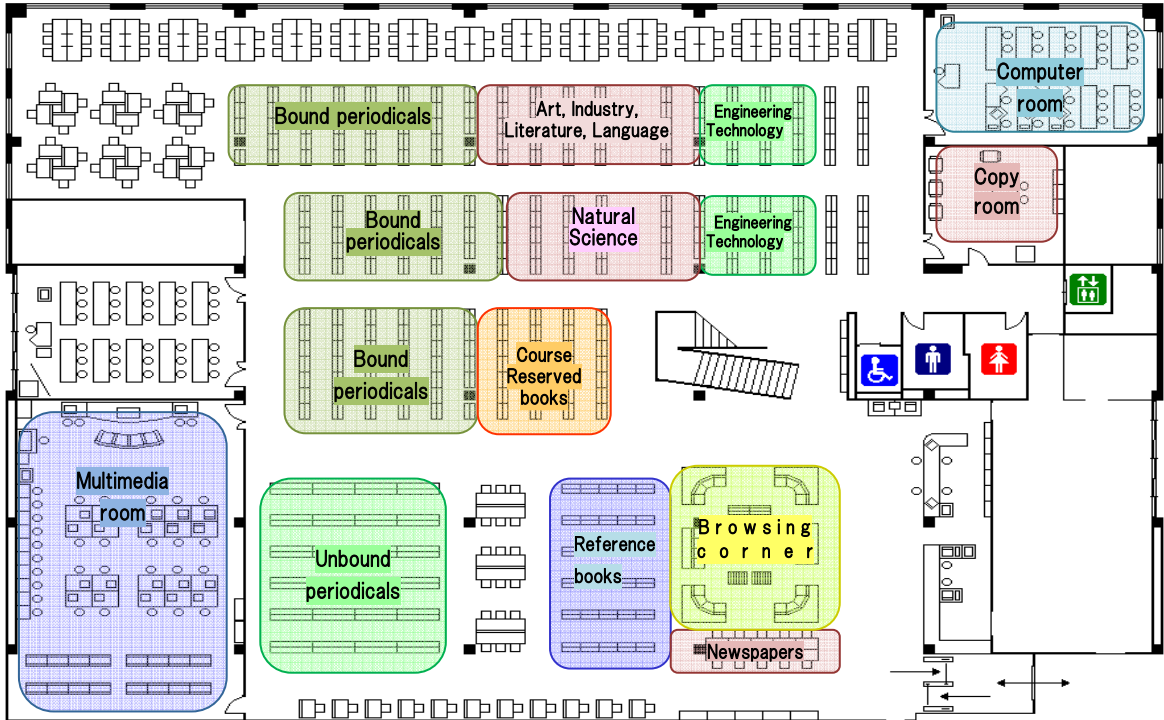 Computer
room
Bound periodicals
Art, Industry,
Literature, Language
Engineering
Technology
Copy
room
Bound
periodicals
Natural
Science
Engineering
Technology
Bound
periodicals
Course
Reserved
books
Multimedia
room
Unbound
periodicals
Reference
books
Browsing
corner
Newspapers